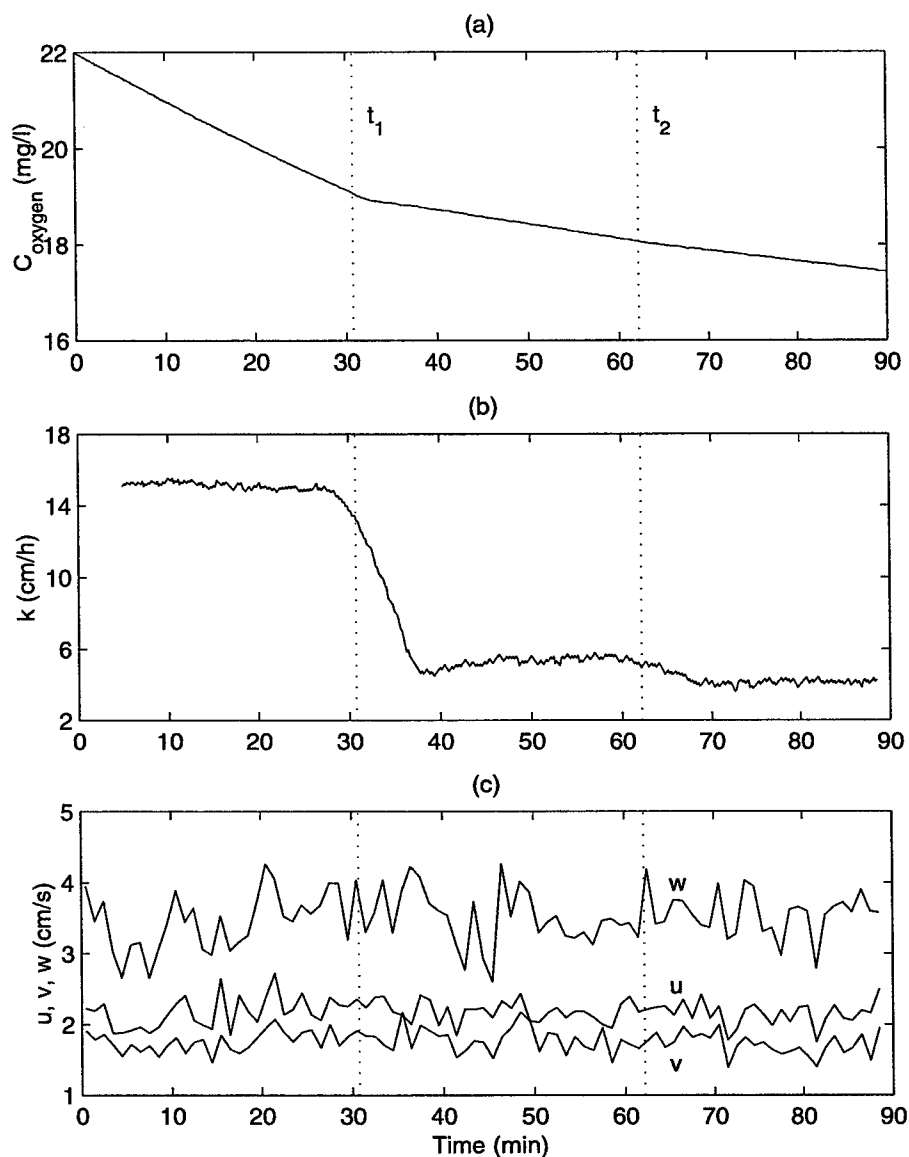 (a)
22
20
18
16
C_oxygen (mg/l)
t_1
t_2
0 10 20 30 40 50 60 70 80 90
(b)
18
14
10
6
2
k (cm/h)
0 10 20 30 40 50 60 70 80 90
(c)
5
4
3
2
1
u, v, w (cm/s)
w
u
v
0 10 20 30 40 50 60 70 80 90
Time (min)